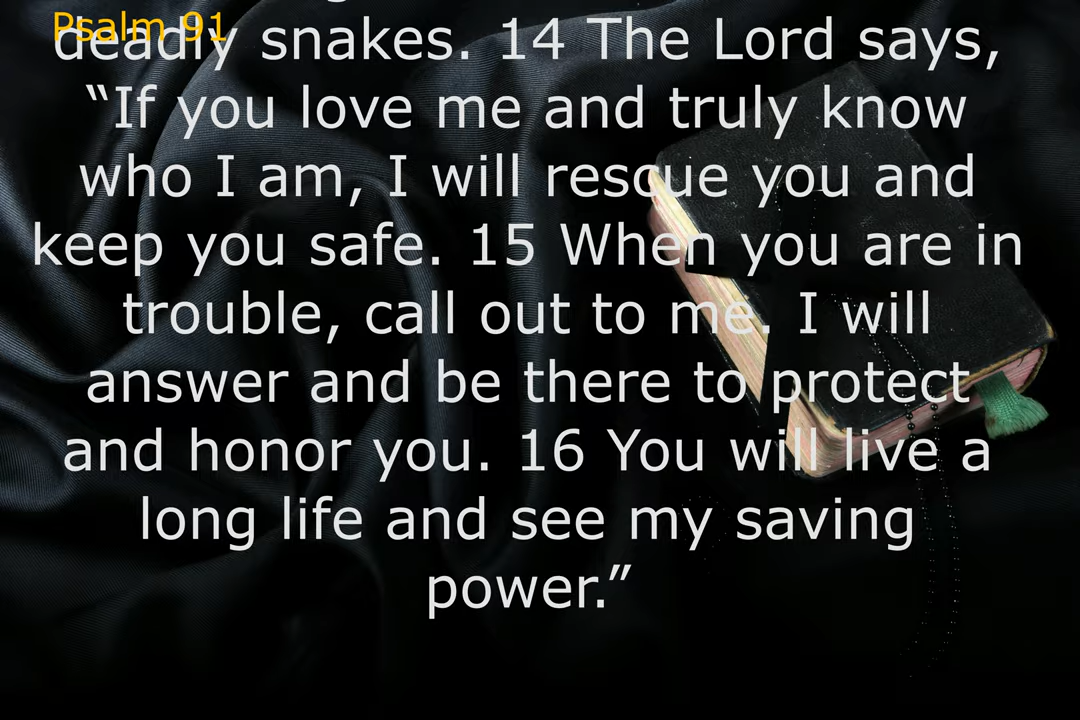 Psalm 91
deadly snakes. 14 The Lord says,
“If you love me and truly know
who I am, I will rescue you and
keep you safe. 15 When you are in
trouble, call out to me. I will
answer and be there to protect
and honor you. 16 You will live a
long life and see my saving
power.”